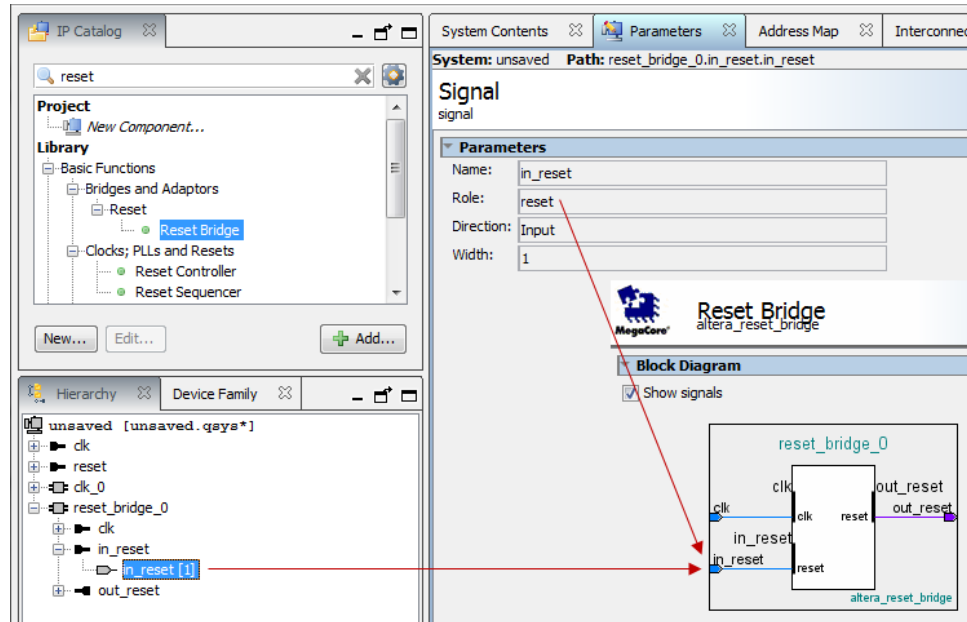 IP Catalog
reset
Project
New Component...
Library
Basic Functions
Bridges and Adaptors
Reset
Reset Bridge
Clocks; PLLs and Resets
Reset Controller
Reset Sequencer
New... Edit... Add...
Hierarchy Device Family
unsaved [unsaved.qsys*]
clk
reset
clk_0
reset_bridge_0
clk
in_reset
in_reset [1]
out_reset
System Contents Parameters Address Map Interconnec
System: unsaved Path: reset_bridge_0.in_reset.in_reset
Signal
signal
Parameters
Name: in_reset
Role: reset
Direction: Input
Width: 1
MegaCore®
Reset Bridge
altera_reset_bridge
Block Diagram
Show signals
reset_bridge_0
clk out_reset
clk out_reset
clk reset
in_reset
in_reset
reset
altera_reset_bridge